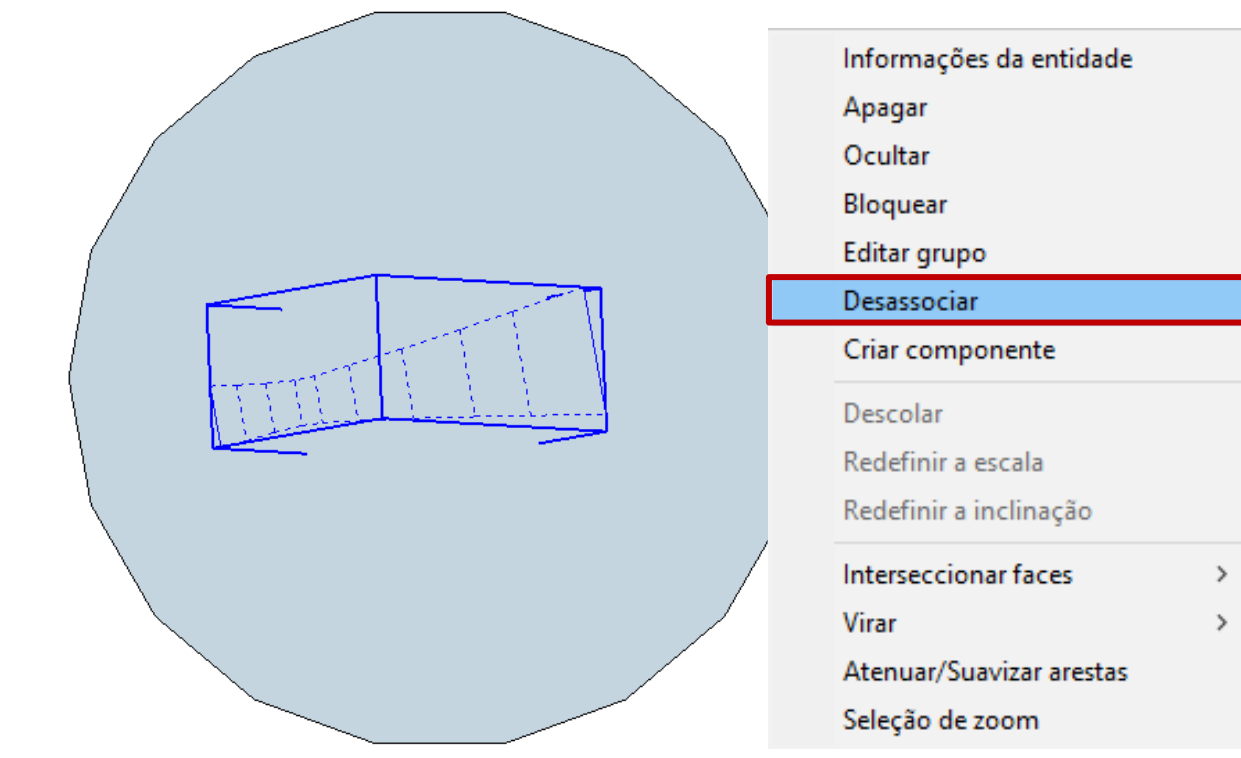 Informações da entidade
Apagar
Ocultar
Bloquear
Editar grupo
Desassociar
Criar componente
Descolar
Redefinir a escala
Redefinir a inclinação
Interseccionar faces
Virar
Atenuar/Suavizar arestas
Seleção de zoom